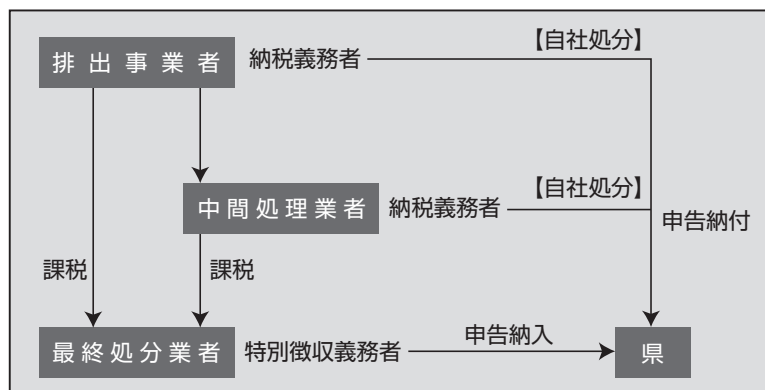 【自社処分】
排出事業者 納税義務者
【自社処分】
中間処理業者 納税義務者
申告納付
課税 課税
申告納入
最終処分業者 特別徴収義務者 県